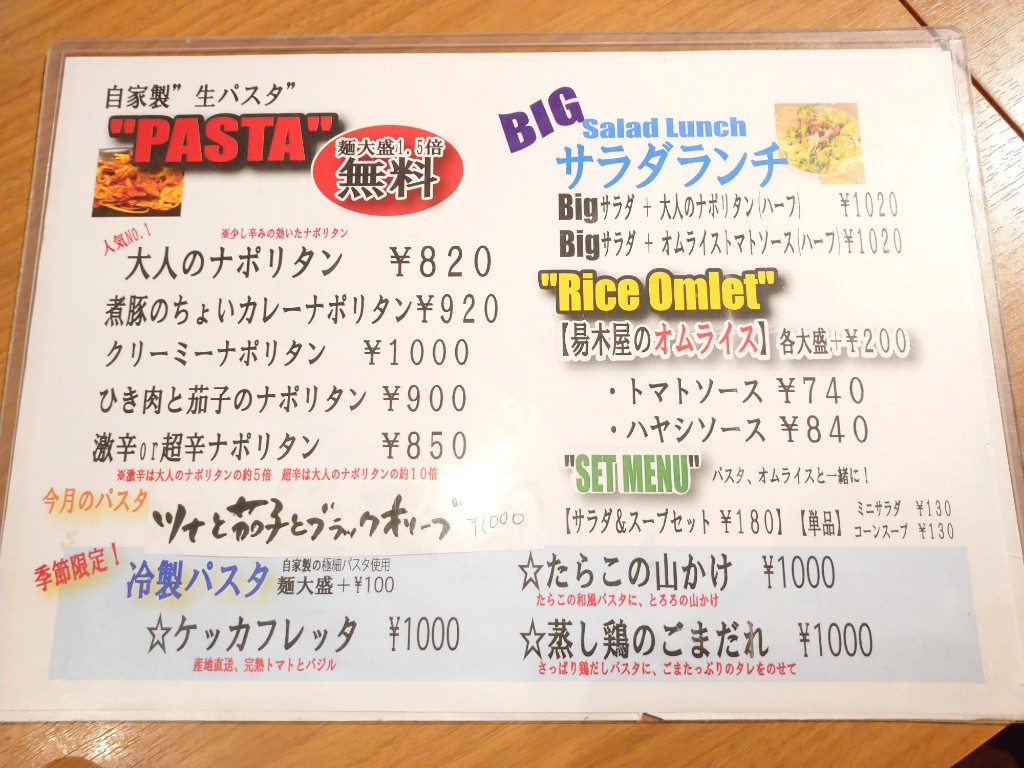 自家製”生パスタ”
"PASTA"
麺大盛1.5倍
無料
人気NO.1
※少し辛みの効いたナポリタン
大人のナポリタン ¥820
煮豚のちょいカレーナポリタン¥920
クリーミーナポリタン ¥1000
ひき肉と茄子のナポリタン ¥900
激辛or超辛ナポリタン ¥850
※激辛は大人のナポリタンの約5倍 超辛は大人のナポリタンの約10倍
今月のパスタ
ツナと茄子とブラックオリーブ ¥1000
BIG
Salad Lunch
サラダランチ
Bigサラダ + 大人のナポリタン(ハーフ) ¥1020
Bigサラダ + オムライストマトソース(ハーフ)¥1020
"Rice Omlet"
【易木屋のオムライス】 各大盛+¥200
・トマトソース ¥740
・ハヤシソース ¥840
"SET MENU" パスタ、オムライスと一緒に!
【サラダ&スープセット ¥180】【単品】
ミニサラダ ¥130
コーンスープ ¥130
季節限定!
冷製パスタ
自家製の極細パスタ使用
麺大盛+¥100
☆ケッカフレッタ ¥1000
産地直送、完熟トマトとバジル
☆たらこの山かけ ¥1000
たらこの和風パスタに、とろろの山かけ
☆蒸し鶏のごまだれ ¥1000
さっぱり鶏だしパスタに、ごまたっぷりのタレをのせて